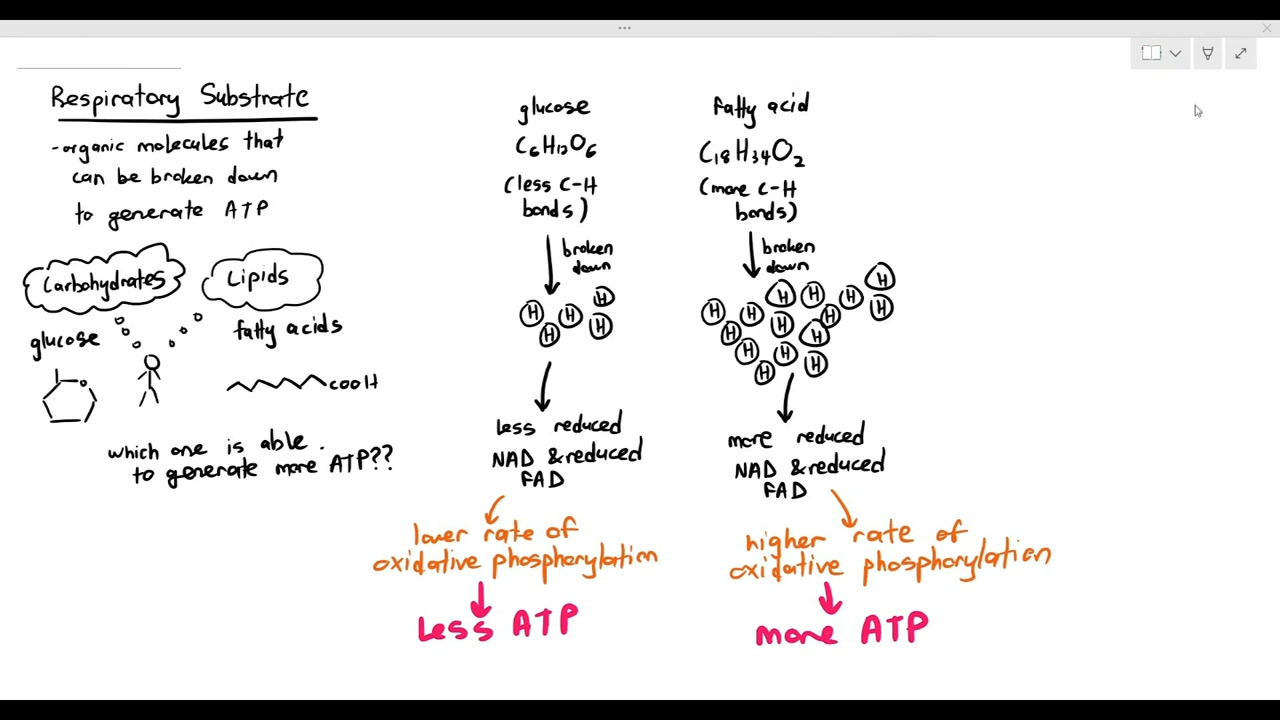 Respiratory Substrate
-organic molecules that
can be broken down
to generate ATP
Carbohydrates
Lipids
glucose
fatty acids
COOH
which one is able
to generate more ATP??
glucose
C6H12O6
(less C-H
bonds)
broken
down
H H H H H
less reduced
NAD & reduced
FAD
lower rate of
oxidative phosphorylation
Less ATP
fatty acid
C18H34O2
(more C-H
bonds)
broken
down
H H H H H H H H H H H H H H H
more reduced
NAD & reduced
FAD
higher rate of
oxidative phosphorylation
more ATP